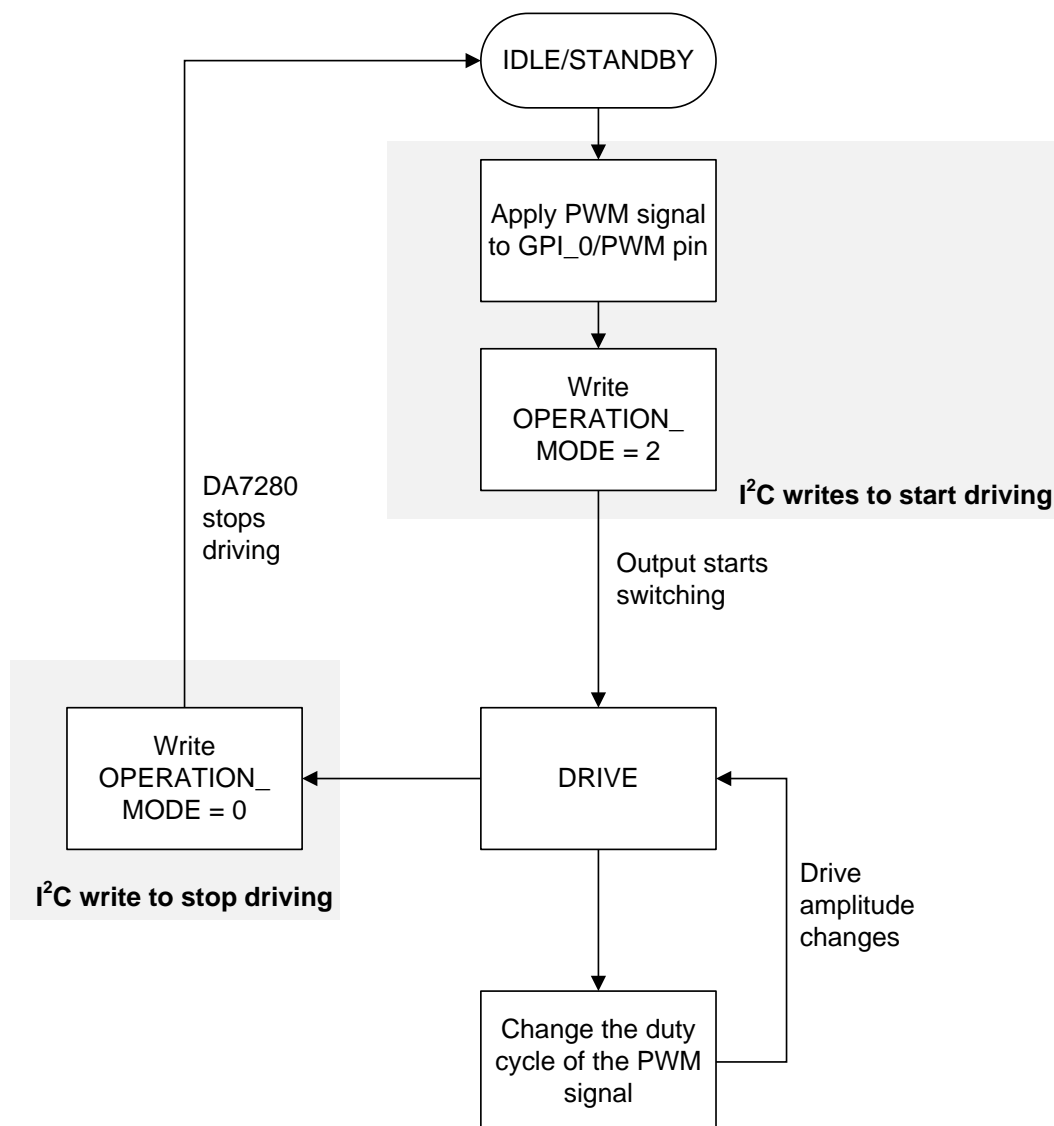 IDLE/STANDBY
Apply PWM signal
to GPI_0/PWM pin
Write
OPERATION_
MODE = 2
I²C writes to start driving
DA7280
stops
driving
Output starts
switching
Write
OPERATION_
MODE = 0
I²C write to stop driving
DRIVE
Drive
amplitude
changes
Change the duty
cycle of the PWM
signal